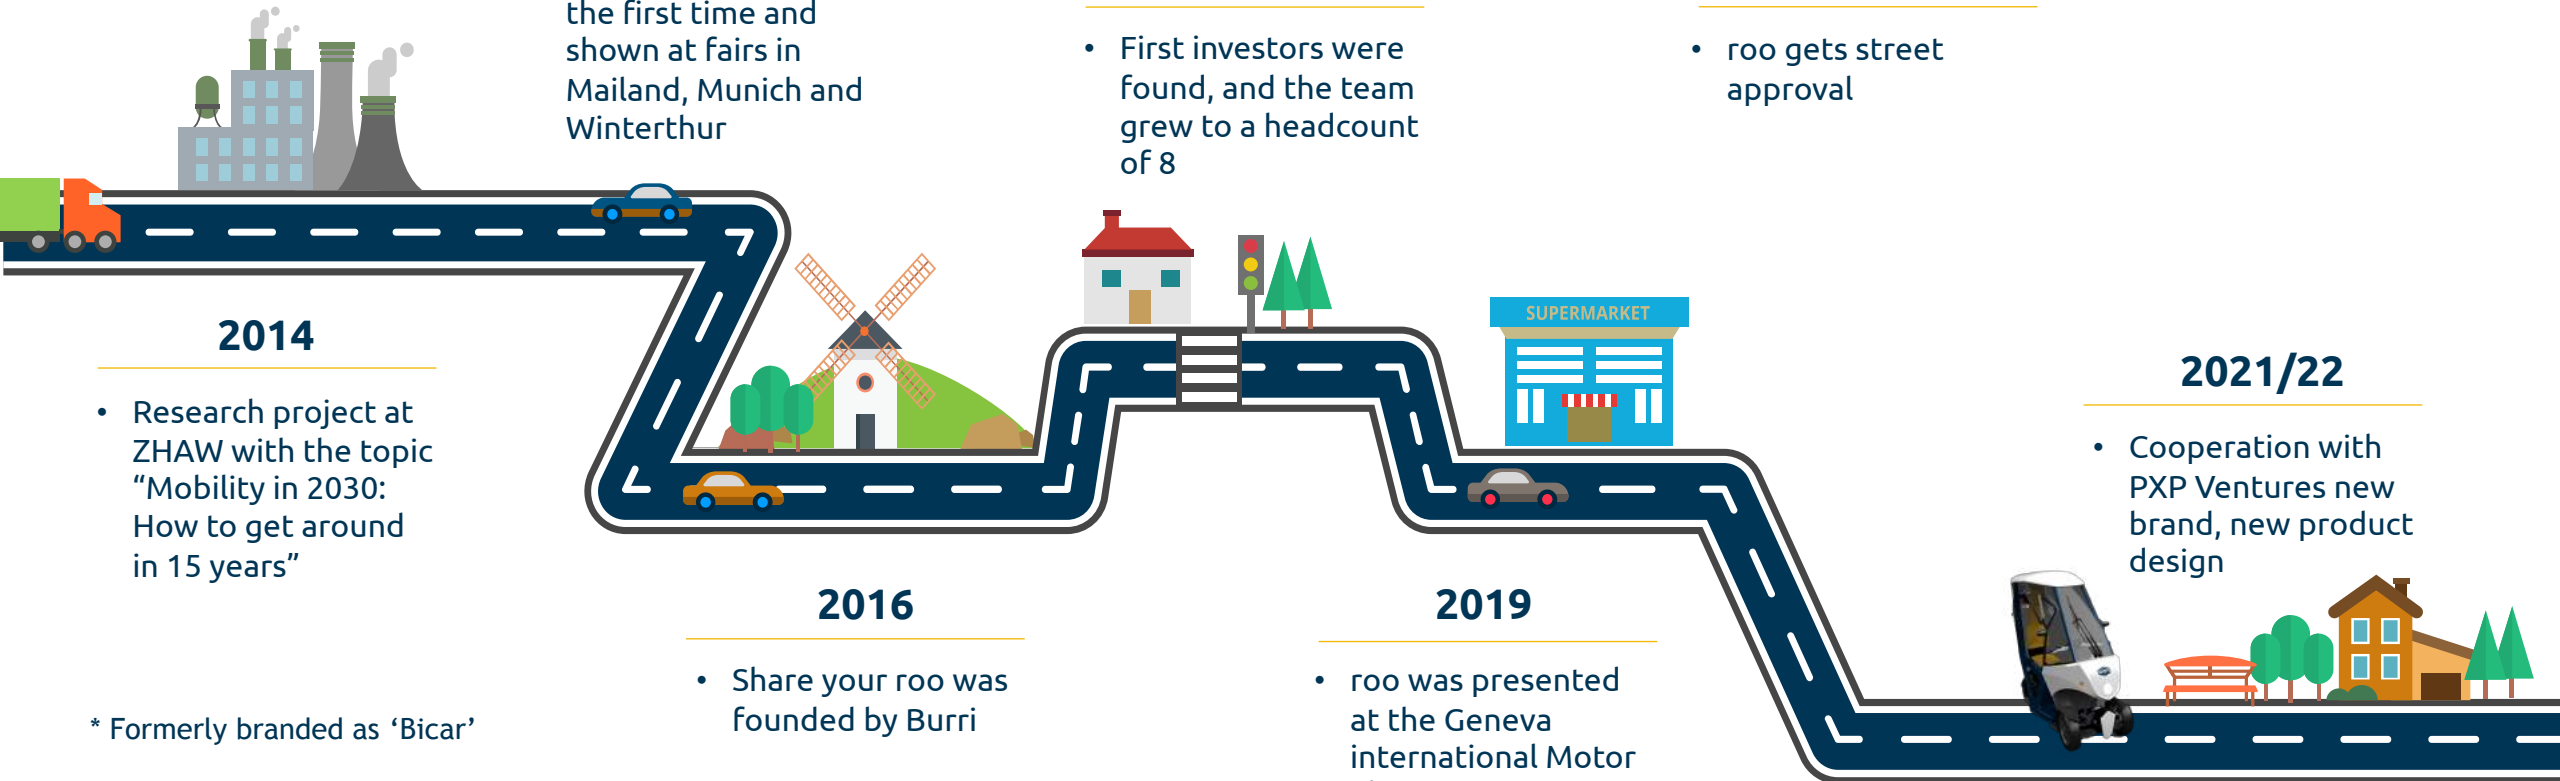 the first time and
shown at fairs in
Mailand, Munich and
Winterthur
• First investors were
found, and the team
grew to a headcount
of 8
• roo gets street
approval
SUPERMARKET
2014
• Research project at
ZHAW with the topic
“Mobility in 2030:
How to get around
in 15 years”
2016
• Share your roo was
founded by Burri
2019
• roo was presented
at the Geneva
international Motor
2021/22
• Cooperation with
PXP Ventures new
brand, new product
design
* Formerly branded as ‘Bicar’